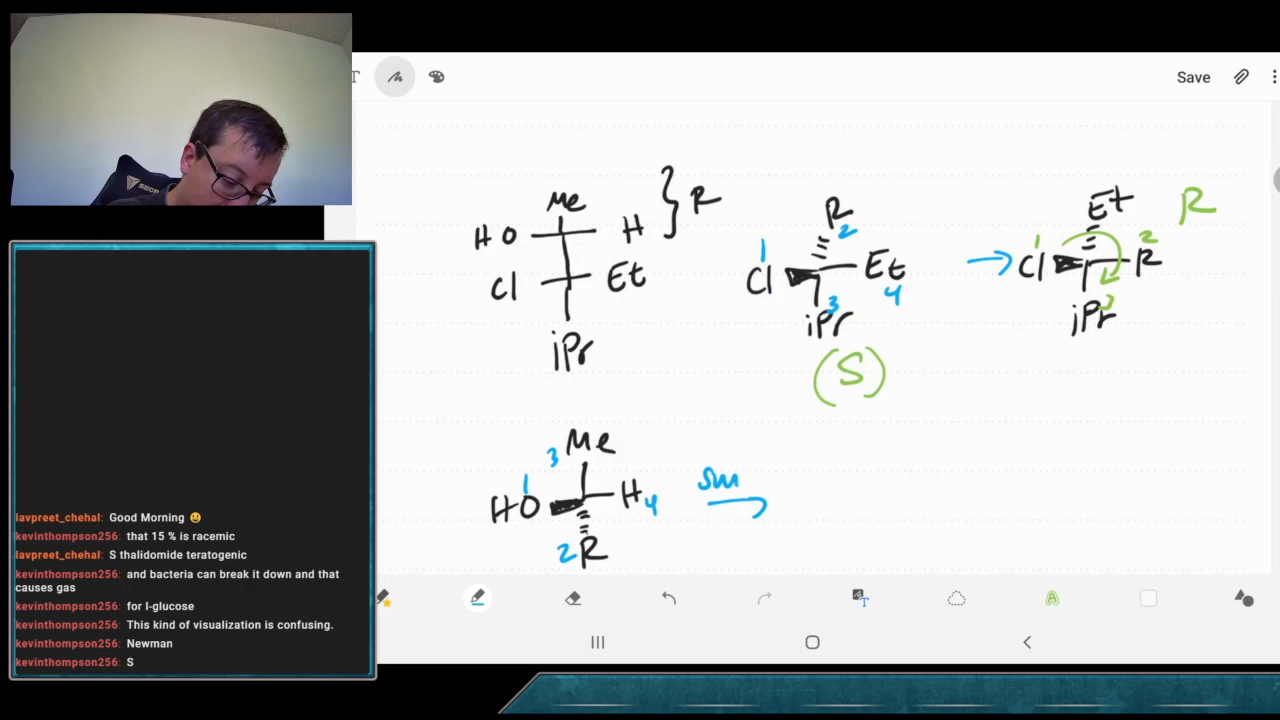 T
Save
SECRE
Me
HO H } R
Cl Et
iPr
R
2
1
Cl Et
3 4
iPr
(S)
Et R
1 2
→ Cl R
3
iPr
3 Me
1
HO H 4 SM
2 R
lavpreet_chehal: Good Morning 😃
kevinthompson256: that 15 % is racemic
lavpreet_chehal: S thalidomide teratogenic
kevinthompson256: and bacteria can break it down and that
causes gas
kevinthompson256: for l-glucose
kevinthompson256: This kind of visualization is confusing.
kevinthompson256: Newman
kevinthompson256: S